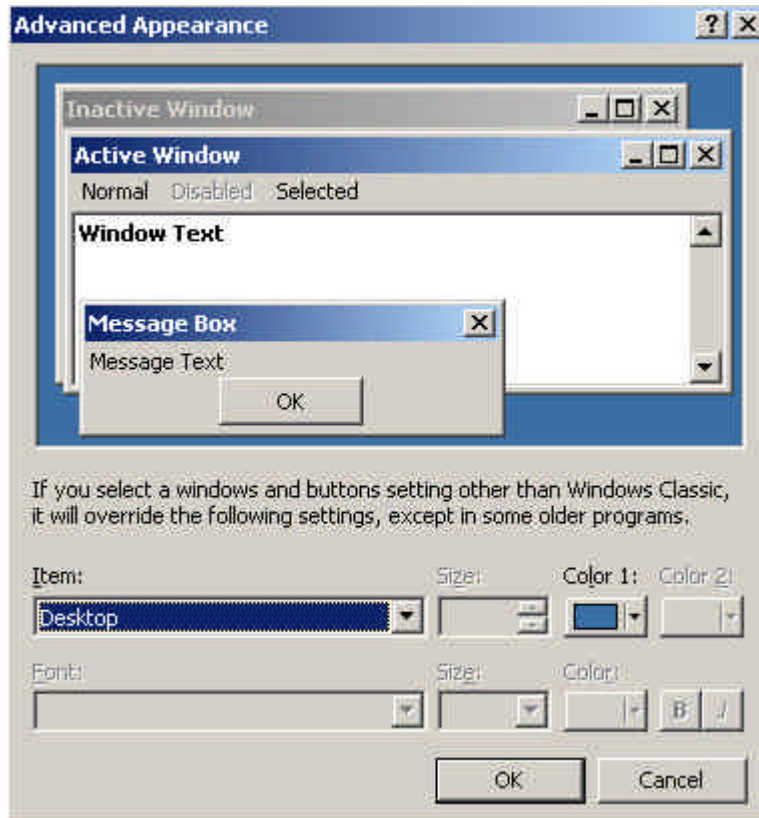 Advanced Appearance
Inactive Window
Active Window
Normal Disabled Selected
Window Text
Message Box
Message Text
OK
If you select a windows and buttons setting other than Windows Classic,
it will override the following settings, except in some older programs.
Item: Size: Color 1: Color 2:
Desktop
Font: Size: Color:
B I
OK Cancel